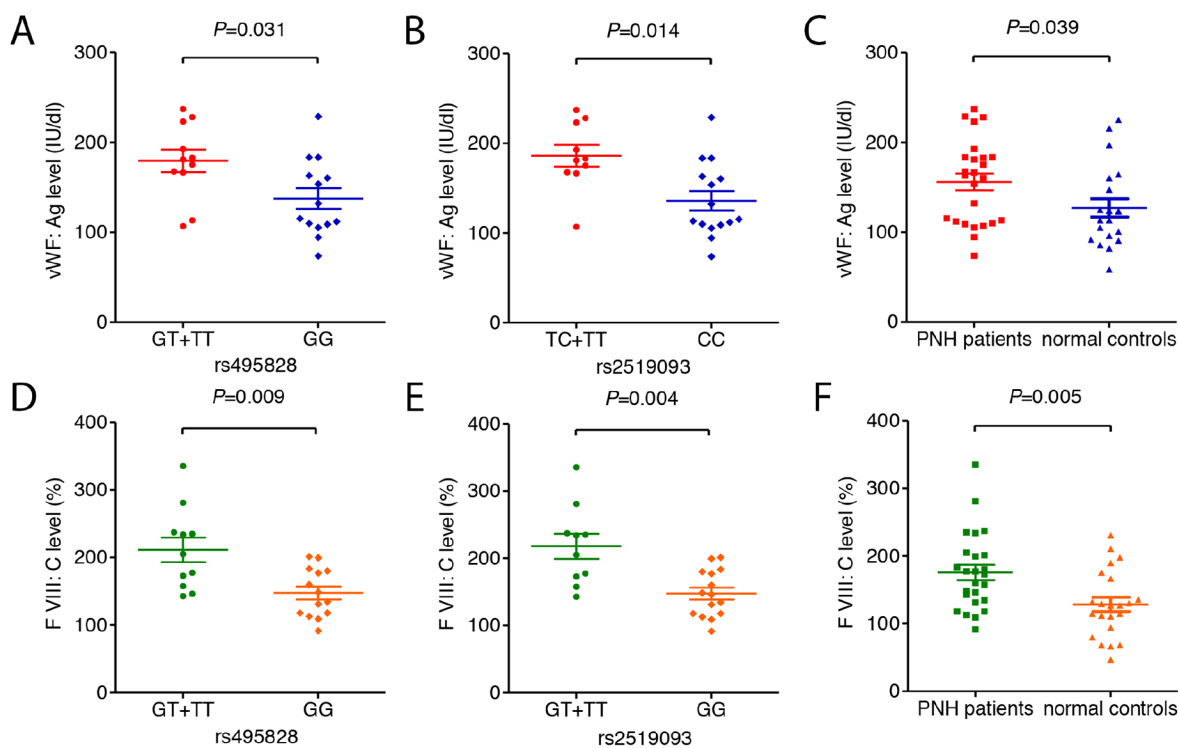 A
P=0.031
vWF: Ag level (IU/dl)
300
200
100
0
GT+TT
GG
rs495828
B
P=0.014
vWF: Ag level (IU/dl)
300
200
100
0
TC+TT
CC
rs2519093
C
P=0.039
vWF: Ag level (IU/dl)
300
200
100
0
PNH patients
normal controls
D
P=0.009
F VIII: C level (%)
400
300
200
100
0
GT+TT
GG
rs495828
E
P=0.004
F VIII: C level (%)
400
300
200
100
0
GT+TT
GG
rs2519093
F
P=0.005
F VIII: C level (%)
400
300
200
100
0
PNH patients
normal controls